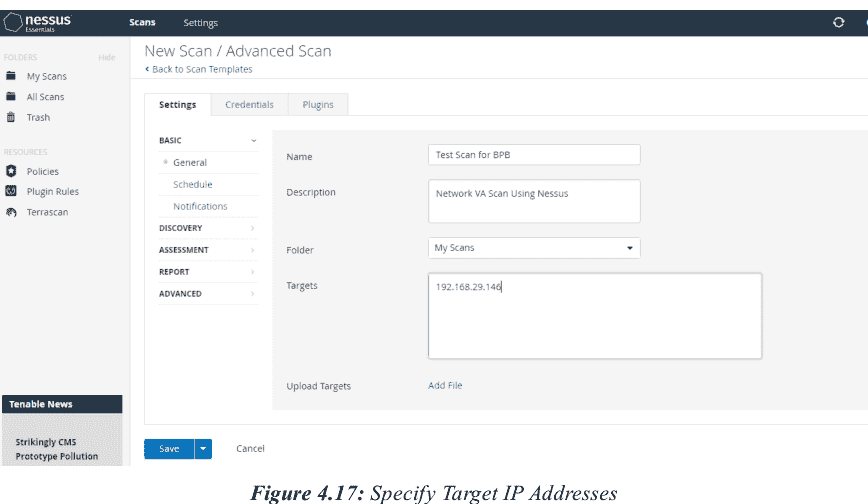 nessus
Essentials
Scans
Settings
FOLDERS
Hide
My Scans
All Scans
Trash
RESOURCES
Policies
Plugin Rules
Terrascan
Tenable News
Strikingly CMS
Prototype Pollution
New Scan / Advanced Scan
Back to Scan Templates
Settings
Credentials
Plugins
BASIC
General
Schedule
Notifications
DISCOVERY
ASSESSMENT
REPORT
ADVANCED
Name
Test Scan for BPB
Description
Network VA Scan Using Nessus
Folder
My Scans
Targets
192.168.29.146
Upload Targets
Add File
Save
Cancel
Figure 4.17: Specify Target IP Addresses